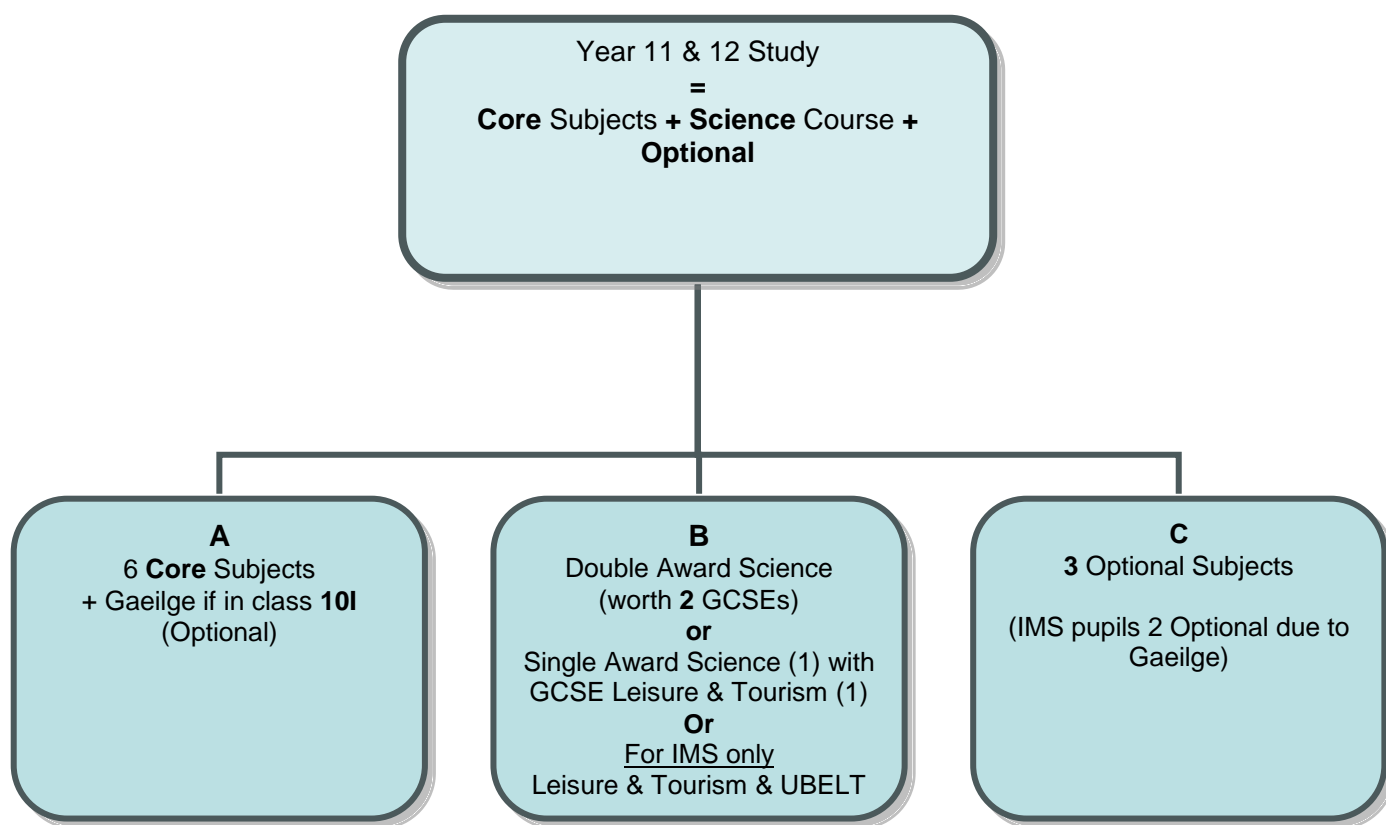 Year 11 & 12 Study
=
Core Subjects + Science Course +
Optional
A
6 Core Subjects
+ Gaeilge if in class 10I
(Optional)
B
Double Award Science
(worth 2 GCSEs)
or
Single Award Science (1) with
GCSE Leisure & Tourism (1)
Or
For IMS only
Leisure & Tourism & UBELT
C
3 Optional Subjects
(IMS pupils 2 Optional due to
Gaeilge)